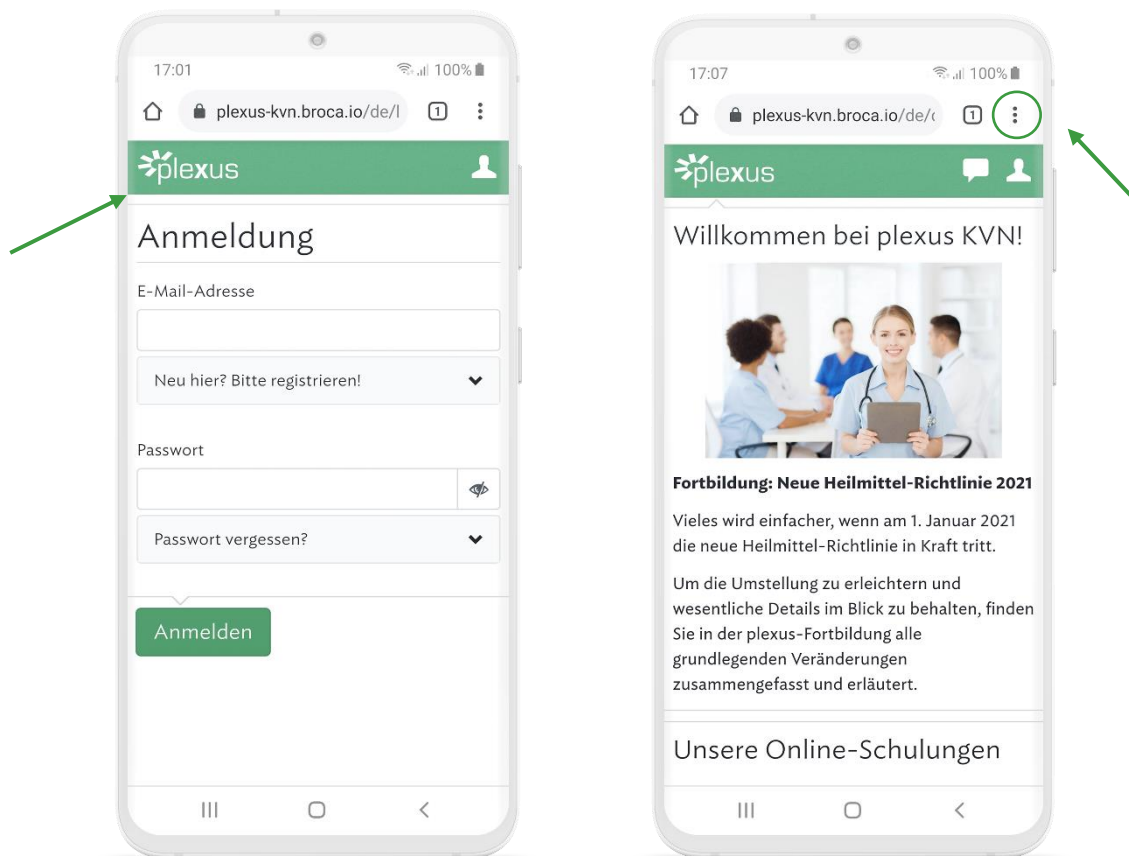 17:01
100%
plexus-kvn.broca.io/de/l
1
plexus
Anmeldung
E-Mail-Adresse
Neu hier? Bitte registrieren!
Passwort
Passwort vergessen?
Anmelden
17:07
100%
plexus-kvn.broca.io/de/
1
plexus
Willkommen bei plexus KVN!
Fortbildung: Neue Heilmittel-Richtlinie 2021
Vieles wird einfacher, wenn am 1. Januar 2021
die neue Heilmittel-Richtlinie in Kraft tritt.
Um die Umstellung zu erleichtern und
wesentliche Details im Blick zu behalten, finden
Sie in der plexus-Fortbildung alle
grundlegenden Veränderungen
zusammengefasst und erläutert.
Unsere Online-Schulungen